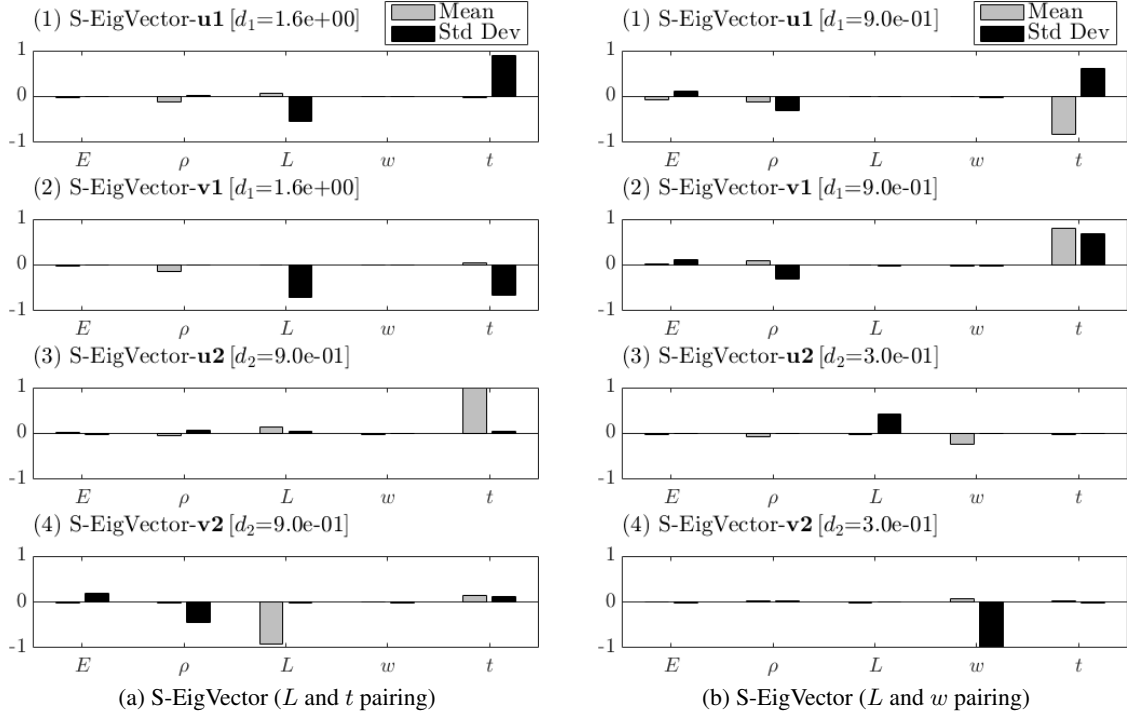 (1) S-EigVector-u1 [d₁=1.6e+00]
Mean
Std Dev
1
0
-1
E ρ L w t
(2) S-EigVector-v1 [d₁=1.6e+00]
1
0
-1
E ρ L w t
(3) S-EigVector-u2 [d₂=9.0e-01]
1
0
-1
E ρ L w t
(4) S-EigVector-v2 [d₂=9.0e-01]
1
0
-1
E ρ L w t
(a) S-EigVector (L and t pairing)
(1) S-EigVector-u1 [d₁=9.0e-01]
Mean
Std Dev
1
0
-1
E ρ L w t
(2) S-EigVector-v1 [d₁=9.0e-01]
1
0
-1
E ρ L w t
(3) S-EigVector-u2 [d₂=3.0e-01]
1
0
-1
E ρ L w t
(4) S-EigVector-v2 [d₂=3.0e-01]
1
0
-1
E ρ L w t
(b) S-EigVector (L and w pairing)